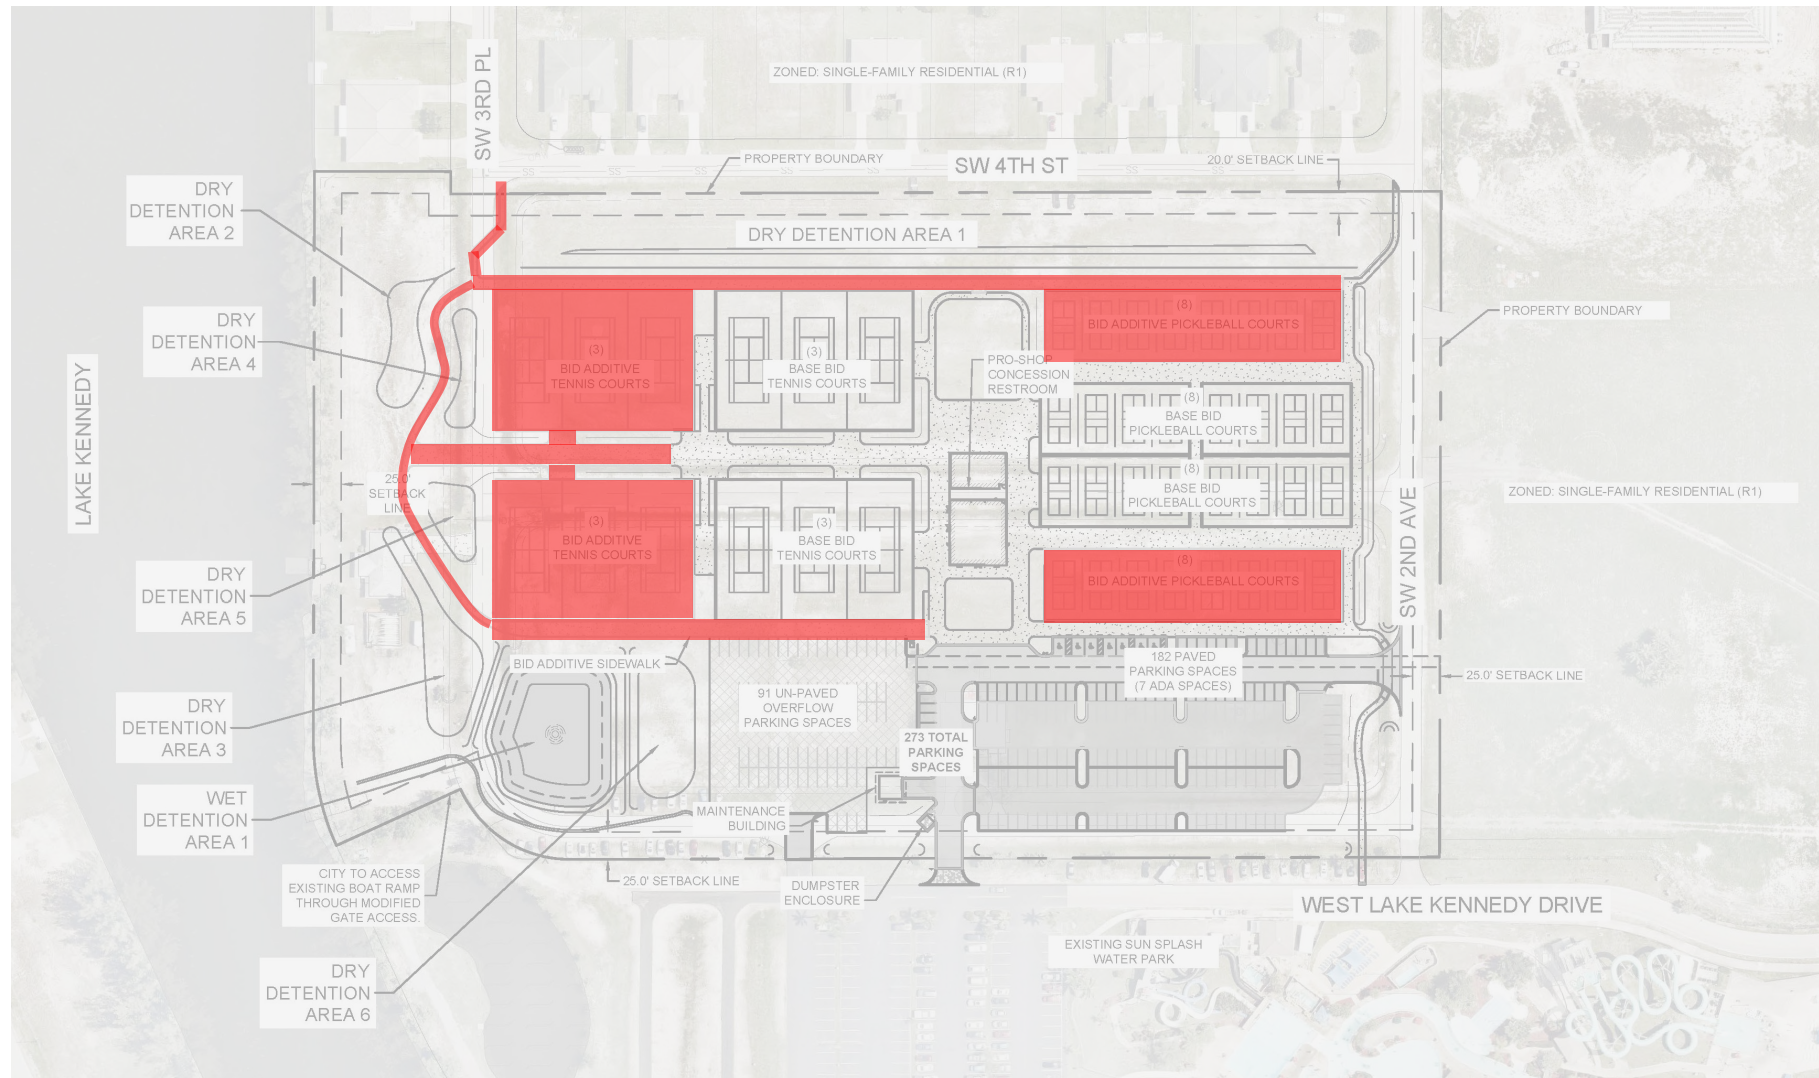 SW 3RD PL
ZONED: SINGLE-FAMILY RESIDENTIAL (R1)
PROPERTY BOUNDARY
SW 4TH ST
20.0' SETBACK LINE
SS SS SS SS SS
DRY
DETENTION
AREA 2
DRY DETENTION AREA 1
DRY
DETENTION
AREA 4
LAKE KENNEDY
(3)
BID ADDITIVE
TENNIS COURTS
(3)
BASE BID
TENNIS COURTS
PRO-SHOP
CONCESSION
RESTROOM
(8)
BID ADDITIVE PICKLEBALL COURTS
PROPERTY BOUNDARY
(8)
BASE BID
PICKLEBALL COURTS
(8)
BASE BID
PICKLEBALL COURTS
25.0'
SETBACK
LINE
ZONED: SINGLE-FAMILY RESIDENTIAL (R1)
(3)
BID ADDITIVE
TENNIS COURTS
(3)
BASE BID
TENNIS COURTS
(8)
BID ADDITIVE PICKLEBALL COURTS
SW 2ND AVE
DRY
DETENTION
AREA 5
BID ADDITIVE SIDEWALK
182 PAVED
PARKING SPACES
(7 ADA SPACES)
25.0' SETBACK LINE
91 UN-PAVED
OVERFLOW
PARKING SPACES
DRY
DETENTION
AREA 3
273 TOTAL
PARKING
SPACES
WET
DETENTION
AREA 1
MAINTENANCE
BUILDING
CITY TO ACCESS
EXISTING BOAT RAMP
THROUGH MODIFIED
GATE ACCESS.
25.0' SETBACK LINE
DUMPSTER
ENCLOSURE
WEST LAKE KENNEDY DRIVE
EXISTING SUN SPLASH
WATER PARK
DRY
DETENTION
AREA 6